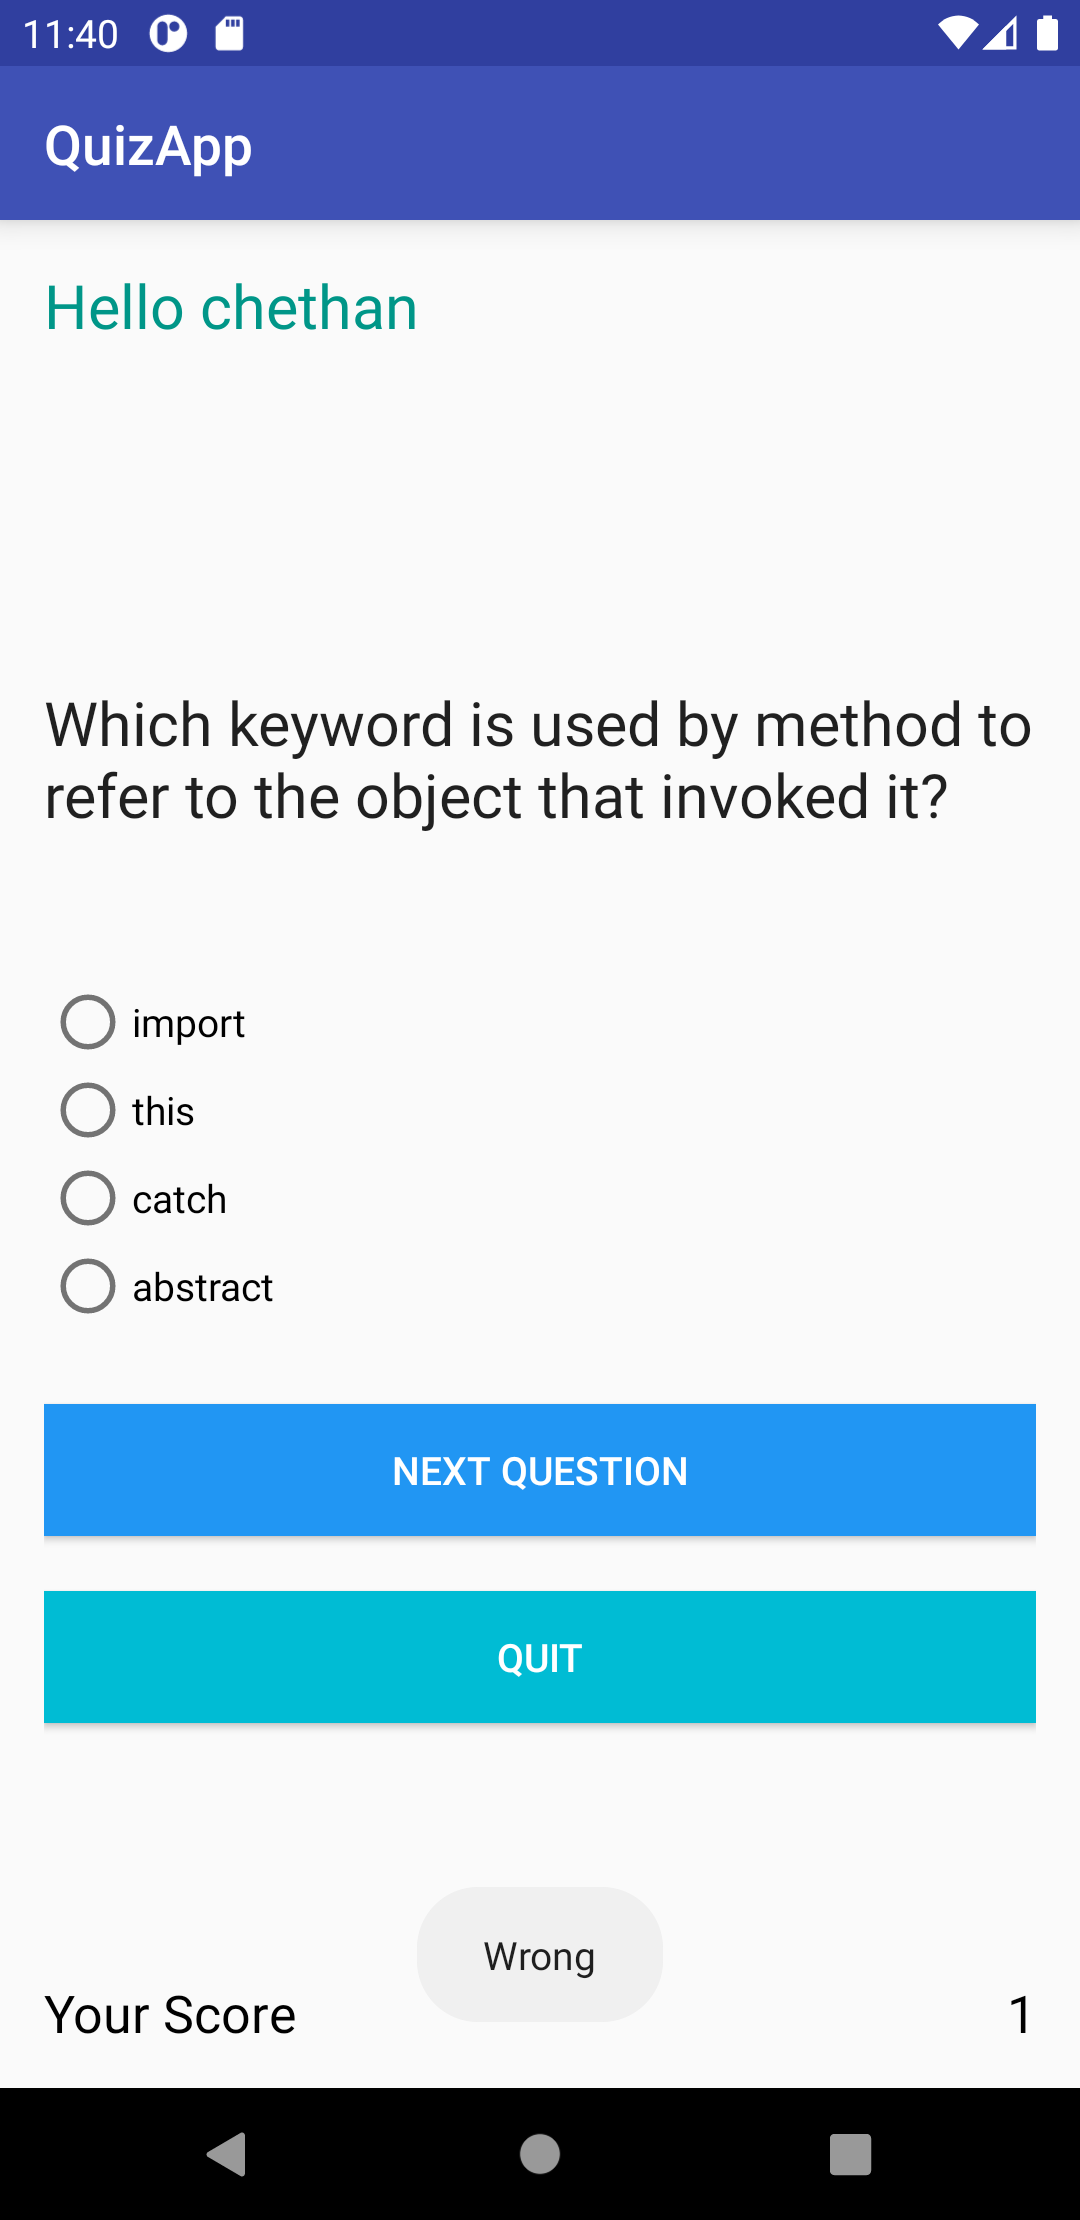 11:40
QuizApp
Hello chethan
Which keyword is used by method to
refer to the object that invoked it?
import
this
catch
abstract
NEXT QUESTION
QUIT
Wrong
Your Score 1